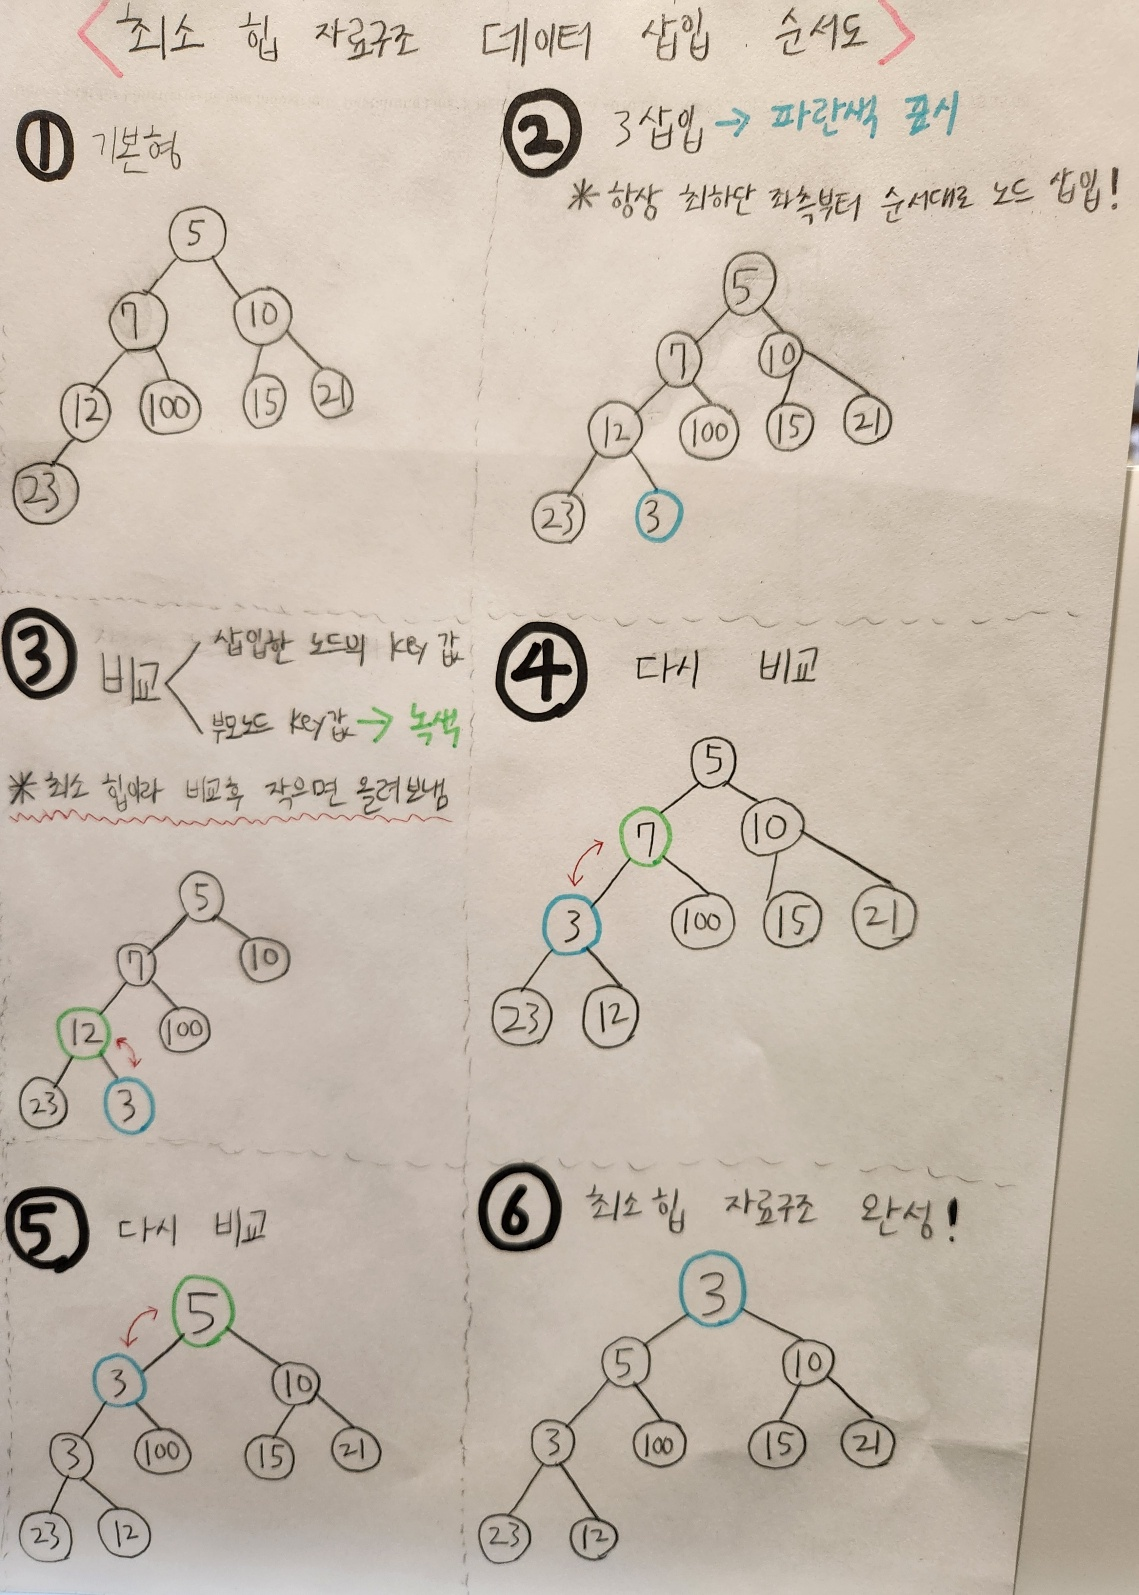 <최소 힙 자료구조 데이터 삽입 순서도>
① 기본형
5
7 10
12 100 15 21
23
② 3삽입 → 파란색 표시
* 항상 최하단 좌측부터 순서대로 노드 삽입!
5
7 10
12 100 15 21
23 3
③ 비교
삽입한 노드의 key 값
부모노드 key값 → 녹색
* 최소 힙이라 비교후 작으면 올려보냄
5
7 10
12 100
23 3
④ 다시 비교
5
7 10
3 100 15 21
23 12
⑤ 다시 비교
5
3 10
3 100 15 21
23 12
⑥ 최소힙 자료구조 완성!
3
5 10
3 100 15 21
23 12